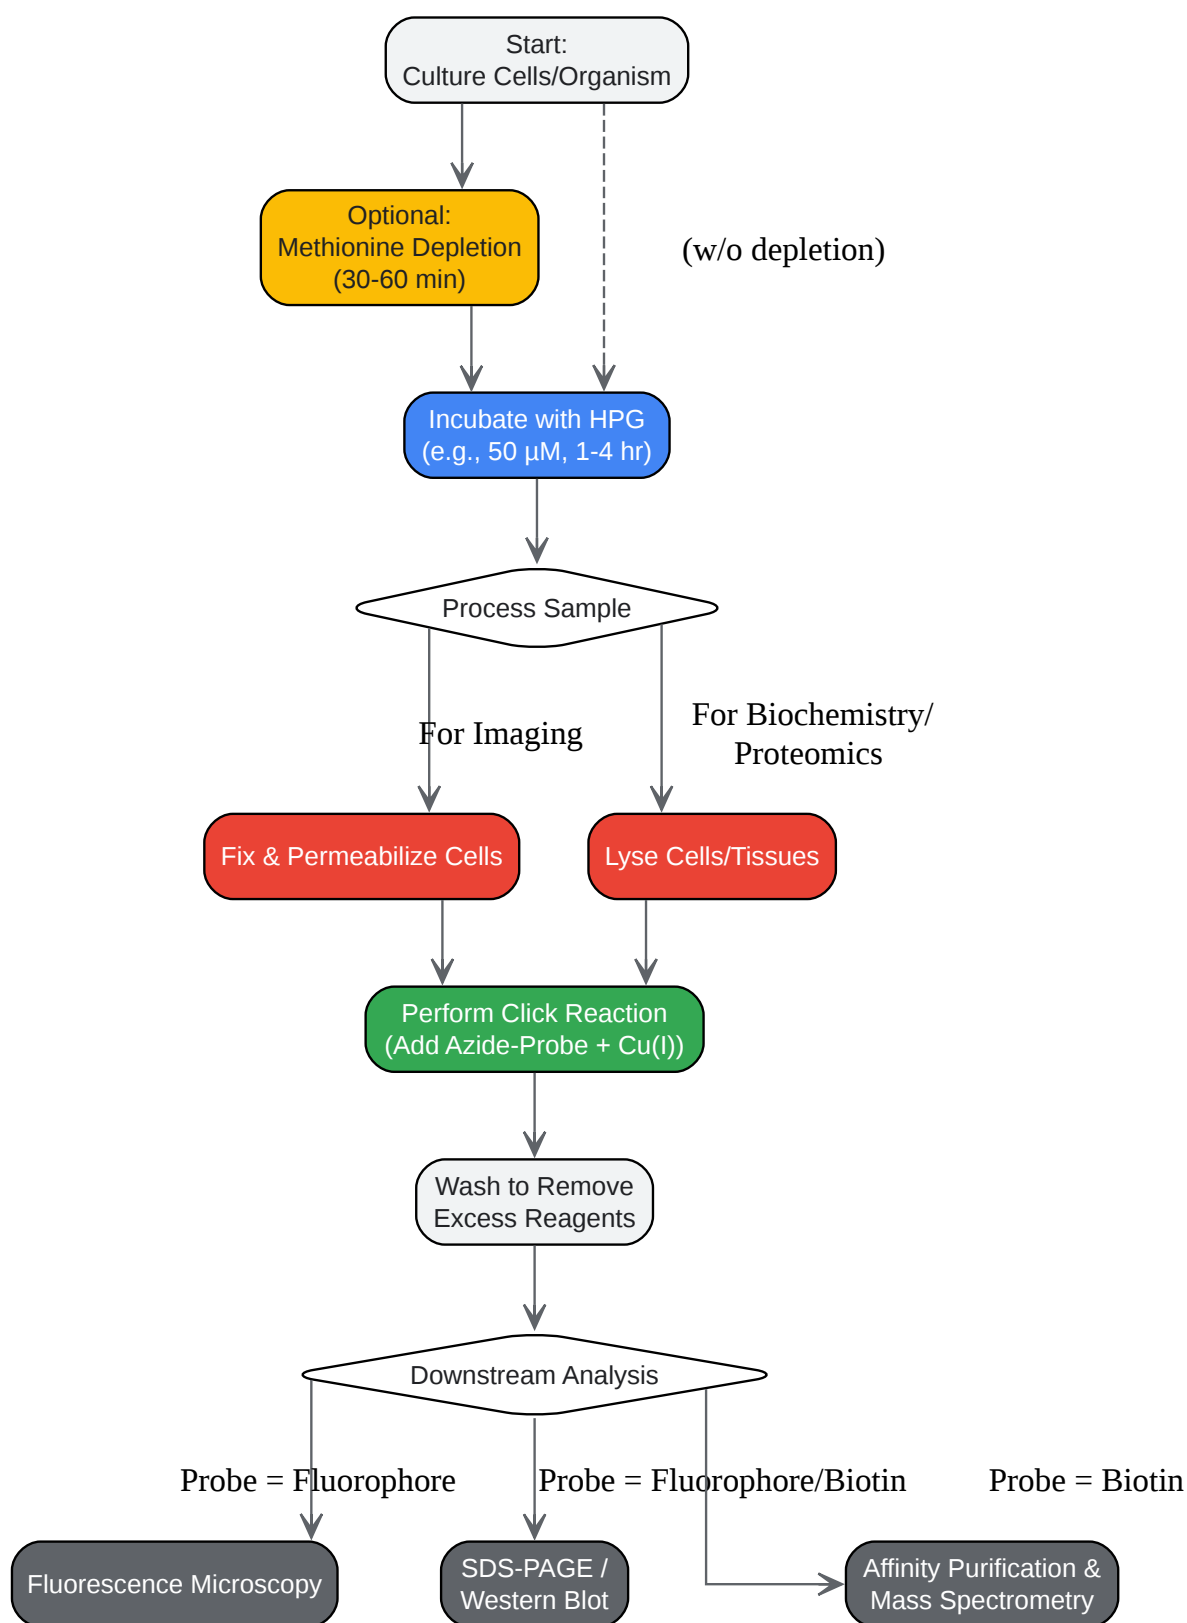 Start:
Culture Cells/Organism
Optional:
Methionine Depletion
(30-60 min)
(w/o depletion)
Incubate with HPG
(e.g., 50 µM, 1-4 hr)
Process Sample
For Imaging
For Biochemistry/
Proteomics
Fix & Permeabilize Cells
Lyse Cells/Tissues
Perform Click Reaction
(Add Azide-Probe + Cu(I))
Wash to Remove
Excess Reagents
Downstream Analysis
Probe = Fluorophore
Probe = Fluorophore/Biotin
Probe = Biotin
Fluorescence Microscopy
SDS-PAGE /
Western Blot
Affinity Purification &
Mass Spectrometry